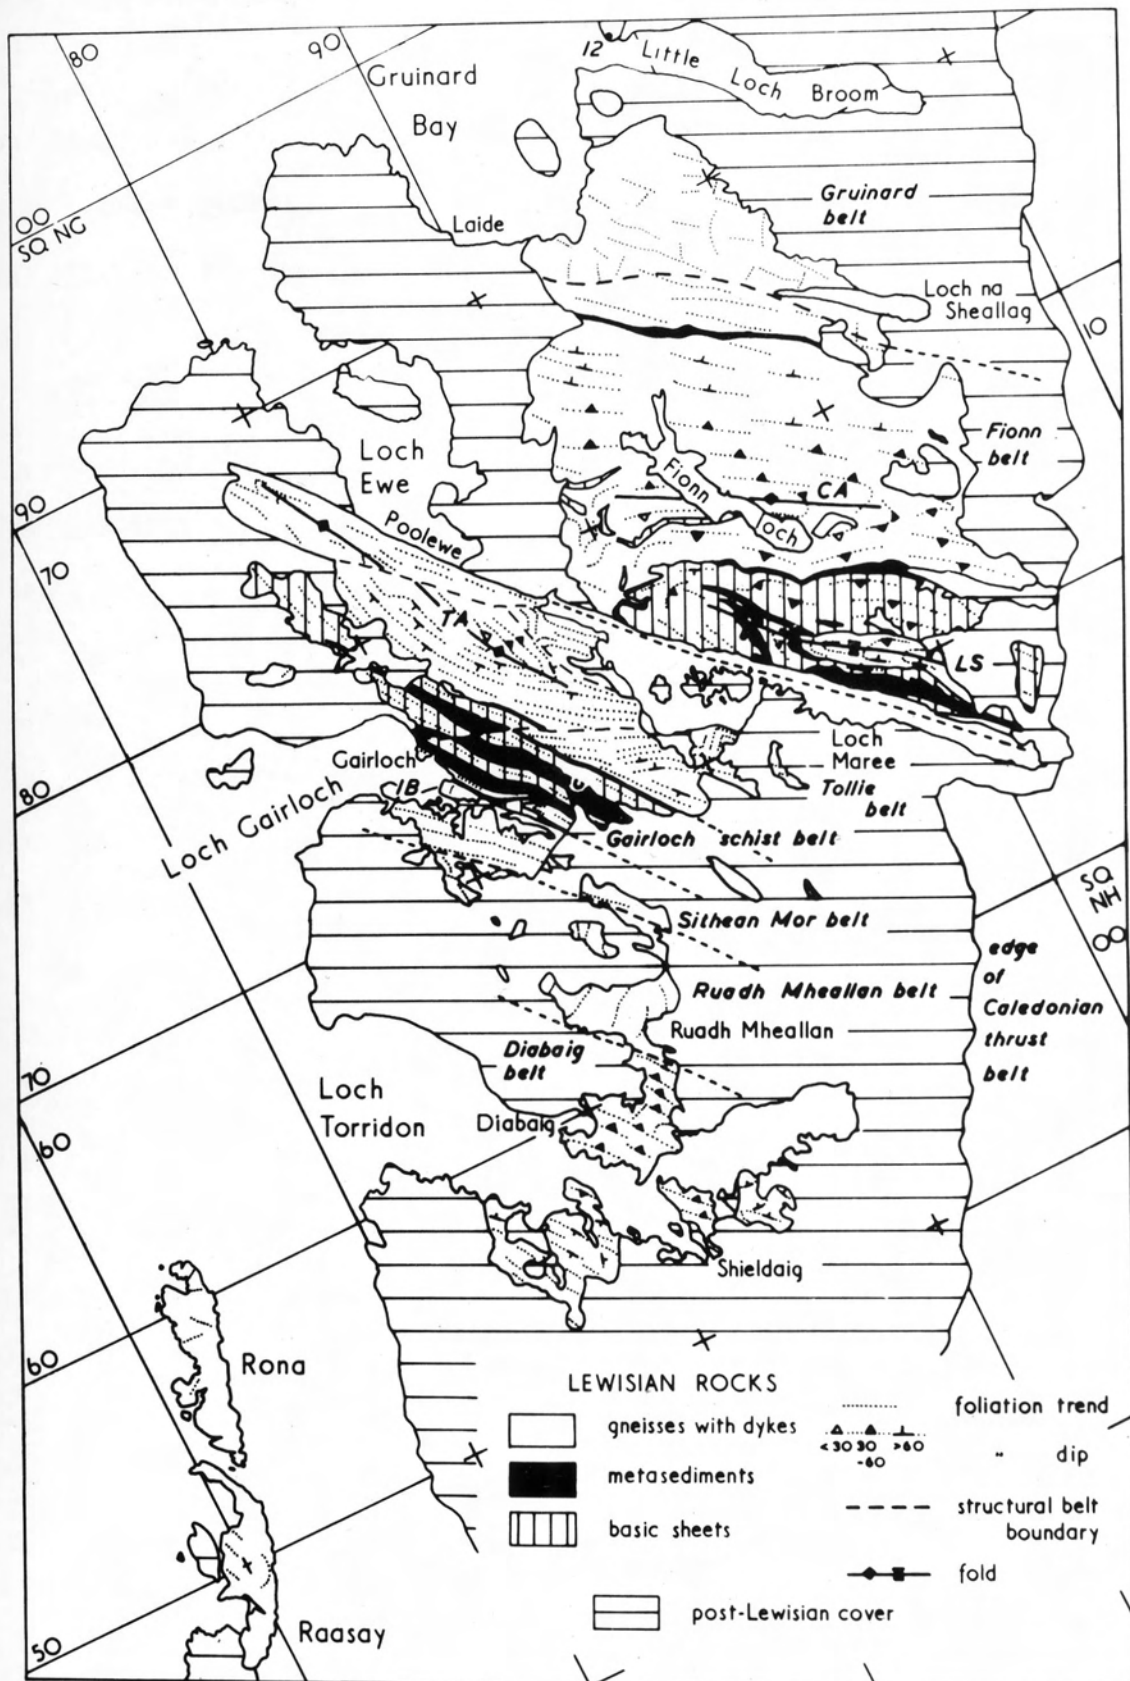 80
90
12
Little
Loch Broom
Gruinard
Bay
00
SQ NG
Laide
Gruinard
belt
Loch na
Sheallag
10
Loch
Ewe
Fionn
belt
Fionn
CA
och
90
70
Poolewe
TA
LS
Loch
Maree
Gairloch
IB
Tollie
belt
80
Loch Gairloch
Gairloch schist belt
SQ
NH
00
Sithean Mor belt
edge
of
Caledonian
thrust
belt
Ruadh Mheallan belt
Ruadh Mheallan
Diabaig
belt
70
60
Loch
Torridon
Diabaig
Shieldaig
60
Rona
50
Raasay
LEWISIAN ROCKS
gneisses with dykes
metasediments
basic sheets
post-Lewisian cover
foliation trend
<30 30 >60
-60
" dip
structural belt
boundary
fold